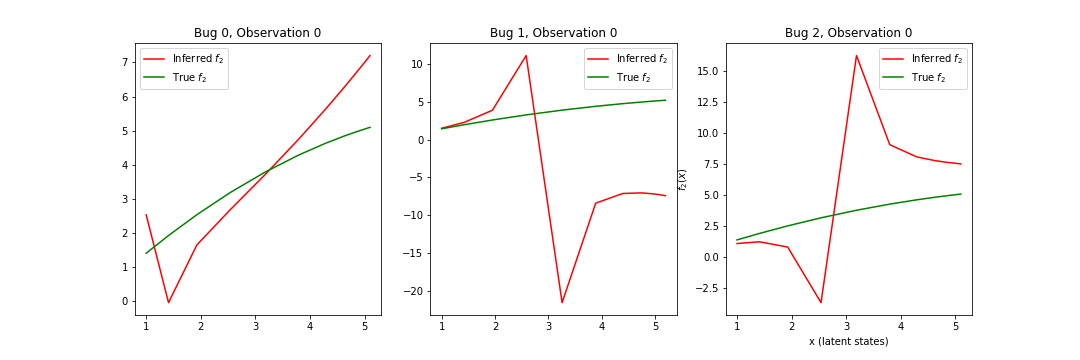 Bug 0, Observation 0
Inferred f₂
True f₂
7
6
5
4
3
2
1
0
1 2 3 4 5
Bug 1, Observation 0
Inferred f₂
True f₂
10
5
0
−5
−10
−15
−20
1 2 3 4 5
Bug 2, Observation 0
Inferred f₂
True f₂
f₂(x)
15.0
12.5
10.0
7.5
5.0
2.5
0.0
−2.5
1 2 3 4 5
x (latent states)